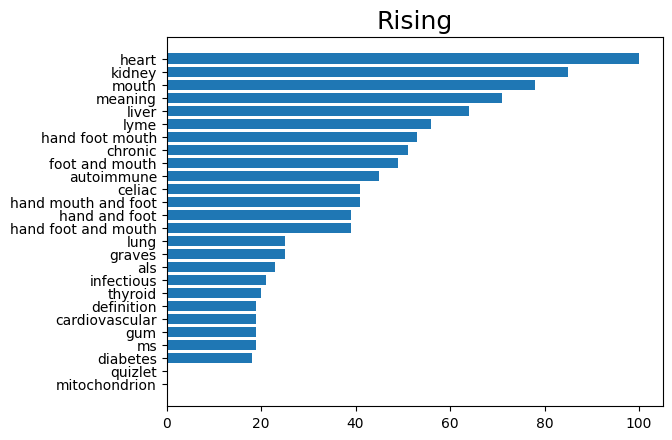 Rising
heart
kidney
mouth
meaning
liver
lyme
hand foot mouth
chronic
foot and mouth
autoimmune
celiac
hand mouth and foot
hand and foot
hand foot and mouth
lung
graves
als
infectious
thyroid
definition
cardiovascular
gum
ms
diabetes
quizlet
mitochondrion
0 20 40 60 80 100